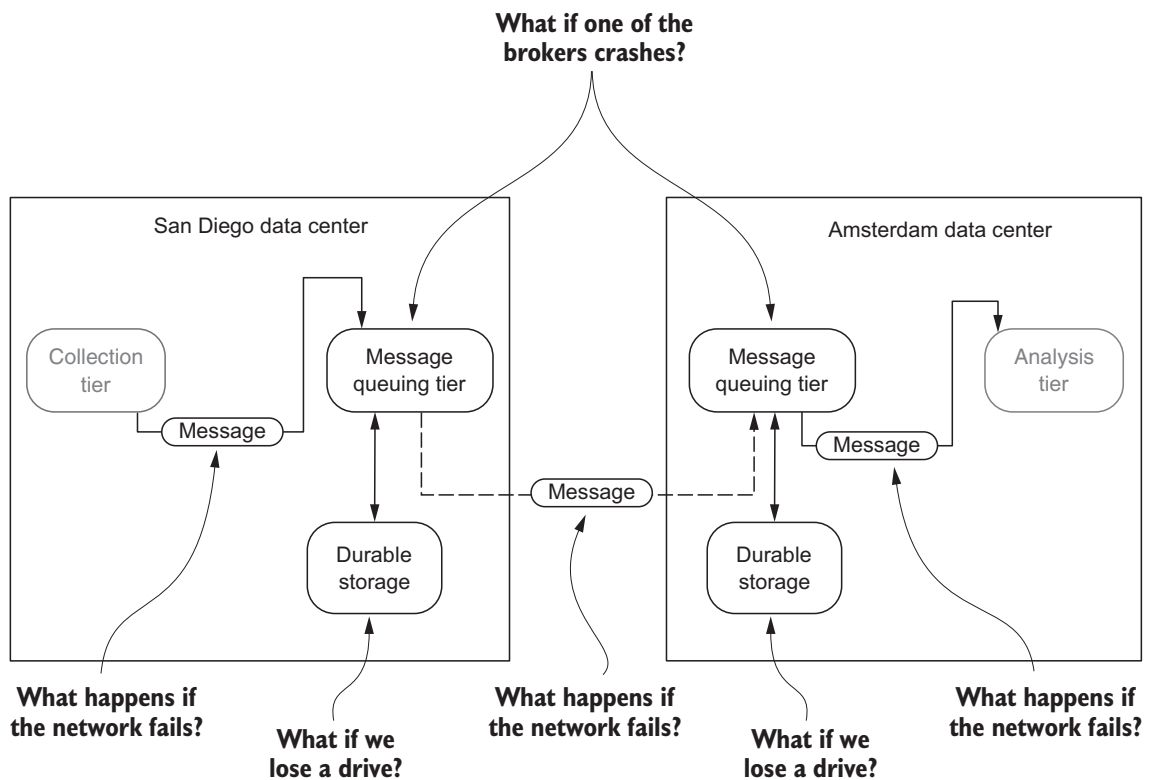 What if one of the
brokers crashes?
San Diego data center
Amsterdam data center
Collection
tier
Message
queuing tier
Message
queuing tier
Analysis
tier
Message
Message
Message
Durable
storage
Durable
storage
What happens if
the network fails?
What happens if
the network fails?
What happens if
the network fails?
What if we
lose a drive?
What if we
lose a drive?